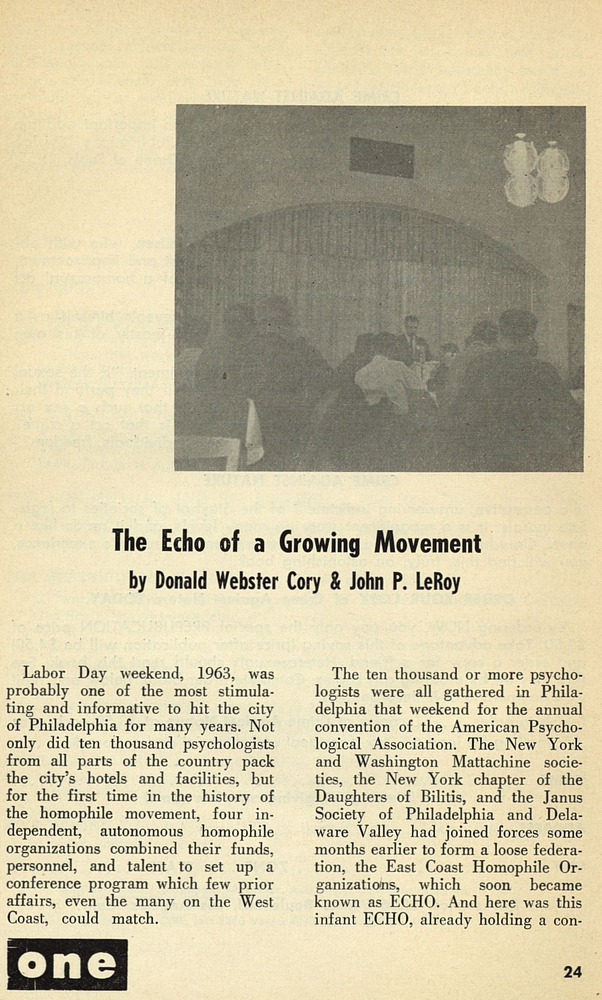 The Echo of a Growing Movement
by Donald Webster Cory & John P. LeRoy
Labor Day weekend, 1963, was
probably one of the most stimula-
ting and informative to hit the city
of Philadelphia for many years. Not
only did ten thousand psychologists
from all parts of the country pack
the city's hotels and facilities, but
for the first time in the history of
the homophile movement, four in-
dependent, autonomous homophile
organizations combined their funds,
personnel, and talent to set up a
conference program which few prior
affairs, even the many on the West
Coast, could match.
The ten thousand or more psycho-
logists were all gathered in Phila-
delphia that weekend for the annual
convention of the American Psycho-
logical Association. The New York
and Washington Mattachine socie-
ties, the New York chapter of the
Daughters of Bilitis, and the Janus
Society of Philadelphia and Dela-
ware Valley had joined forces some
months earlier to form a loose federa-
tion, the East Coast Homophile Or-
ganizations, which soon became
known as ECHO. And here was this
infant ECHO, already holding a con-
one
24